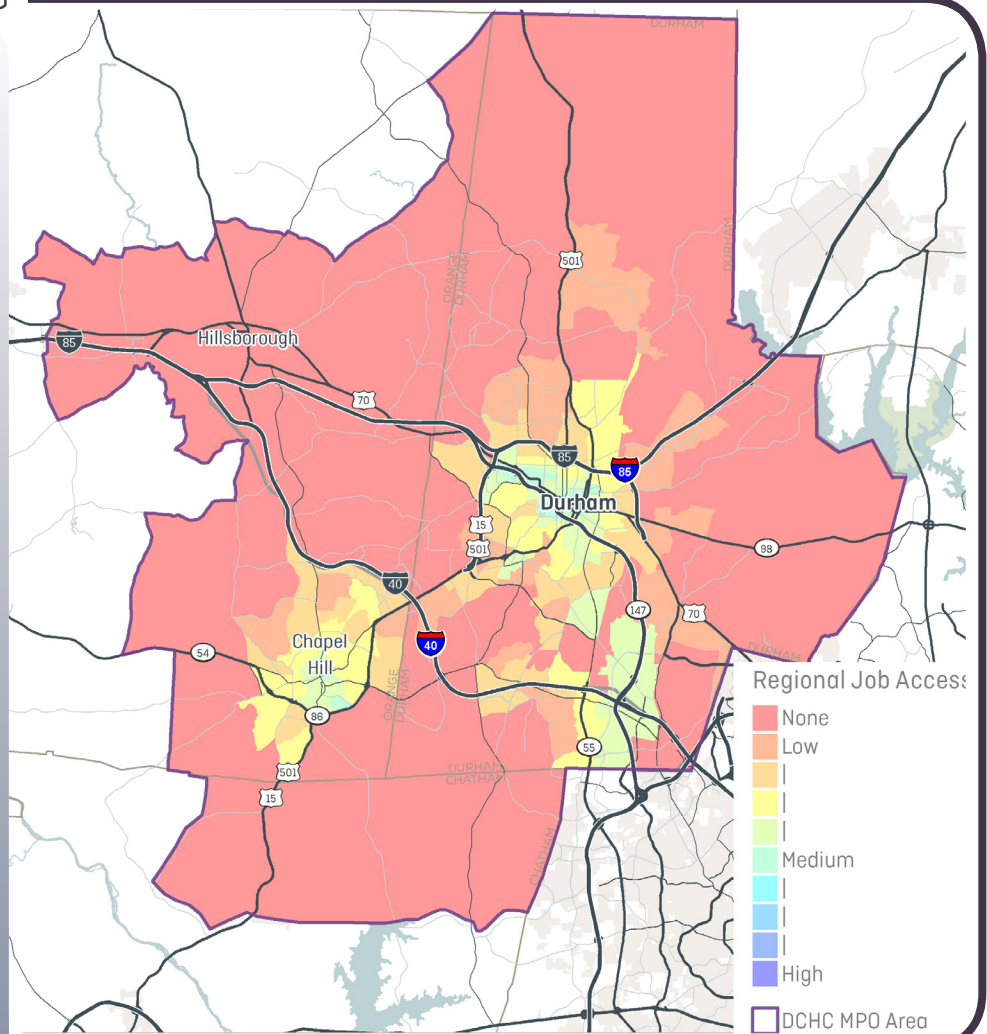 DURHAM
DURHAM
501
ORANGE
DURHAM
85
Hillsborough
70
85
85
Durham
15
501
98
40
147
70
Chapel
Hill
40
54
DURHAM
ORANGE
DURHAM
86
55
501
DURHAM
CHATHAM
15
CHATHAM
Regional Job Access
None
Low
|
|
|
Medium
|
|
|
High
DCHC MPO Area